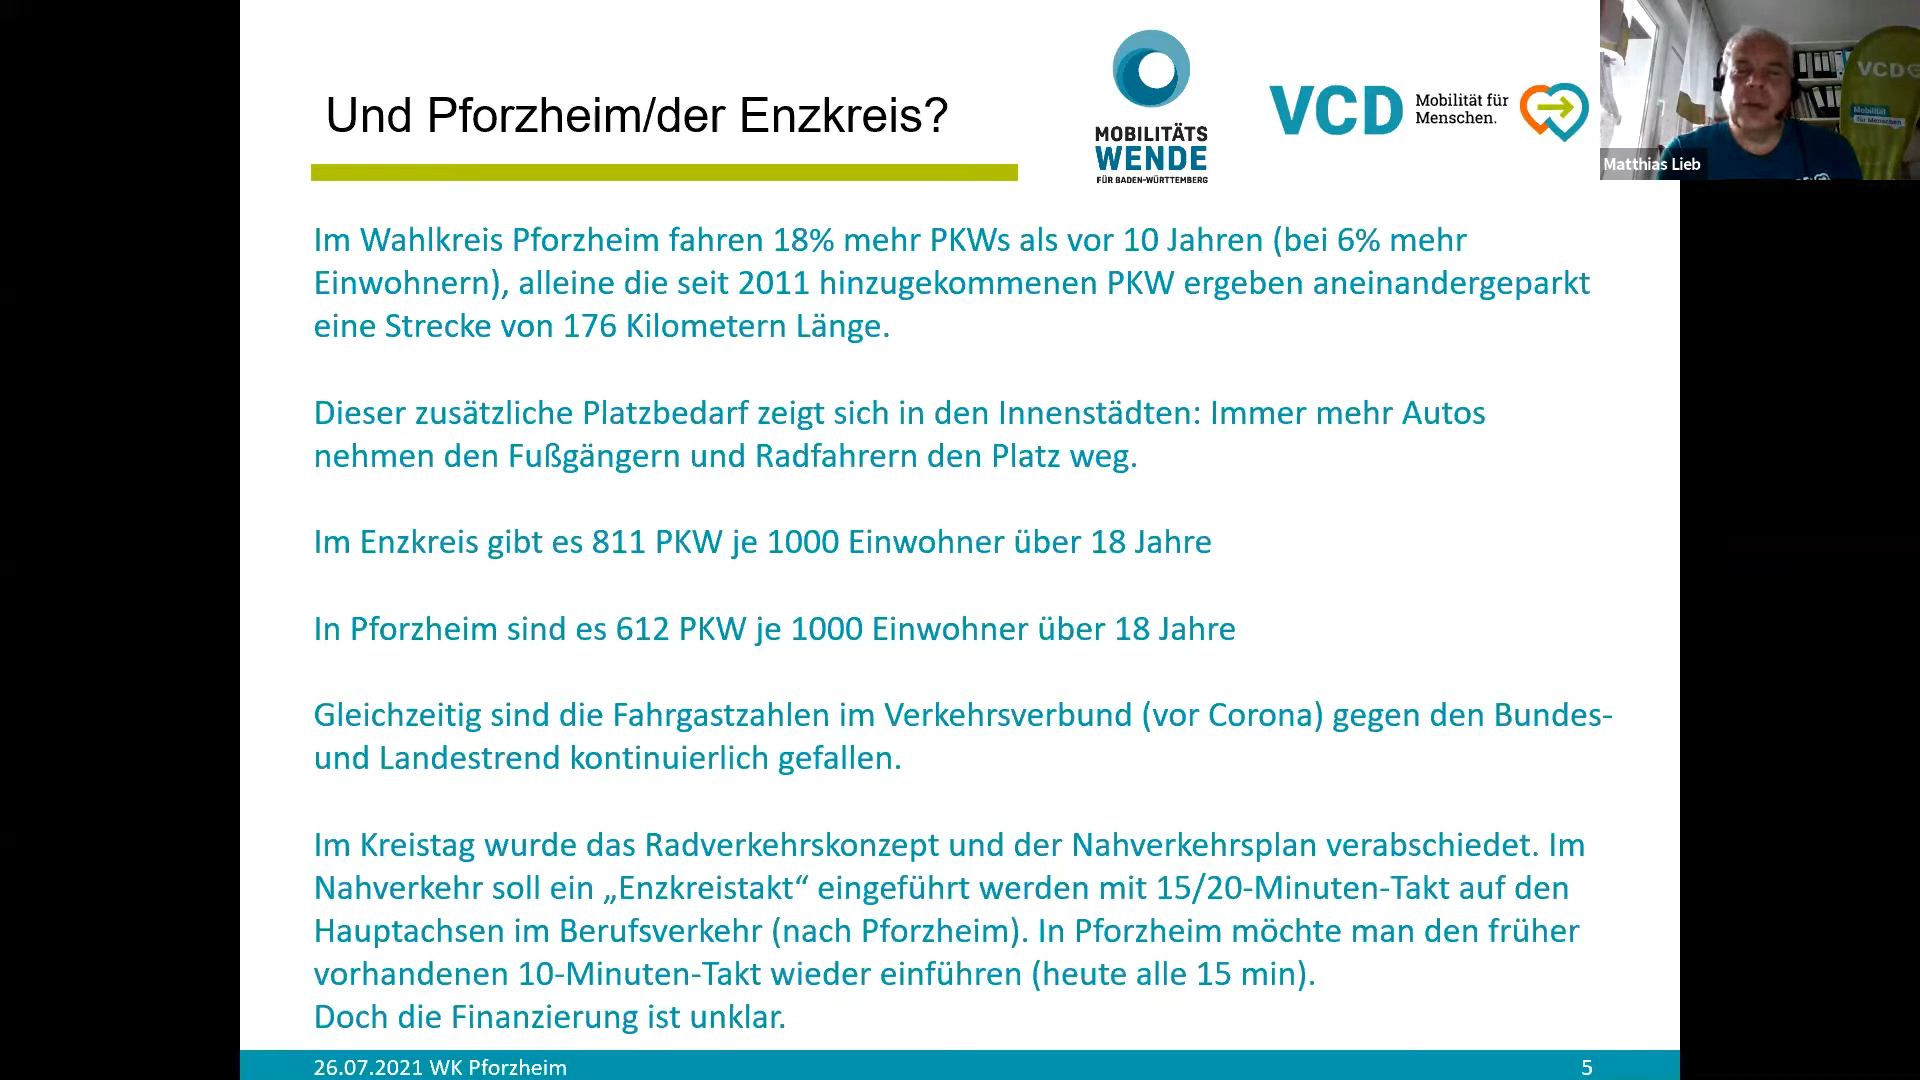 Und Pforzheim/der Enzkreis?
MOBILITÄTS
WENDE
FÜR BADEN-WÜRTTEMBERG
VCD
Mobilität für
Menschen.
VCD
Mobilität
für Menschen
Matthias Lieb
Im Wahlkreis Pforzheim fahren 18% mehr PKWs als vor 10 Jahren (bei 6% mehr
Einwohnern), alleine die seit 2011 hinzugekommenen PKW ergeben aneinandergeparkt
eine Strecke von 176 Kilometern Länge.
Dieser zusätzliche Platzbedarf zeigt sich in den Innenstädten: Immer mehr Autos
nehmen den Fußgängern und Radfahrern den Platz weg.
Im Enzkreis gibt es 811 PKW je 1000 Einwohner über 18 Jahre
In Pforzheim sind es 612 PKW je 1000 Einwohner über 18 Jahre
Gleichzeitig sind die Fahrgastzahlen im Verkehrsverbund (vor Corona) gegen den Bundes-
und Landestrend kontinuierlich gefallen.
Im Kreistag wurde das Radverkehrskonzept und der Nahverkehrsplan verabschiedet. Im
Nahverkehr soll ein „Enzkreistakt“ eingeführt werden mit 15/20-Minuten-Takt auf den
Hauptachsen im Berufsverkehr (nach Pforzheim). In Pforzheim möchte man den früher
vorhandenen 10-Minuten-Takt wieder einführen (heute alle 15 min).
Doch die Finanzierung ist unklar.
26.07.2021 WK Pforzheim
5